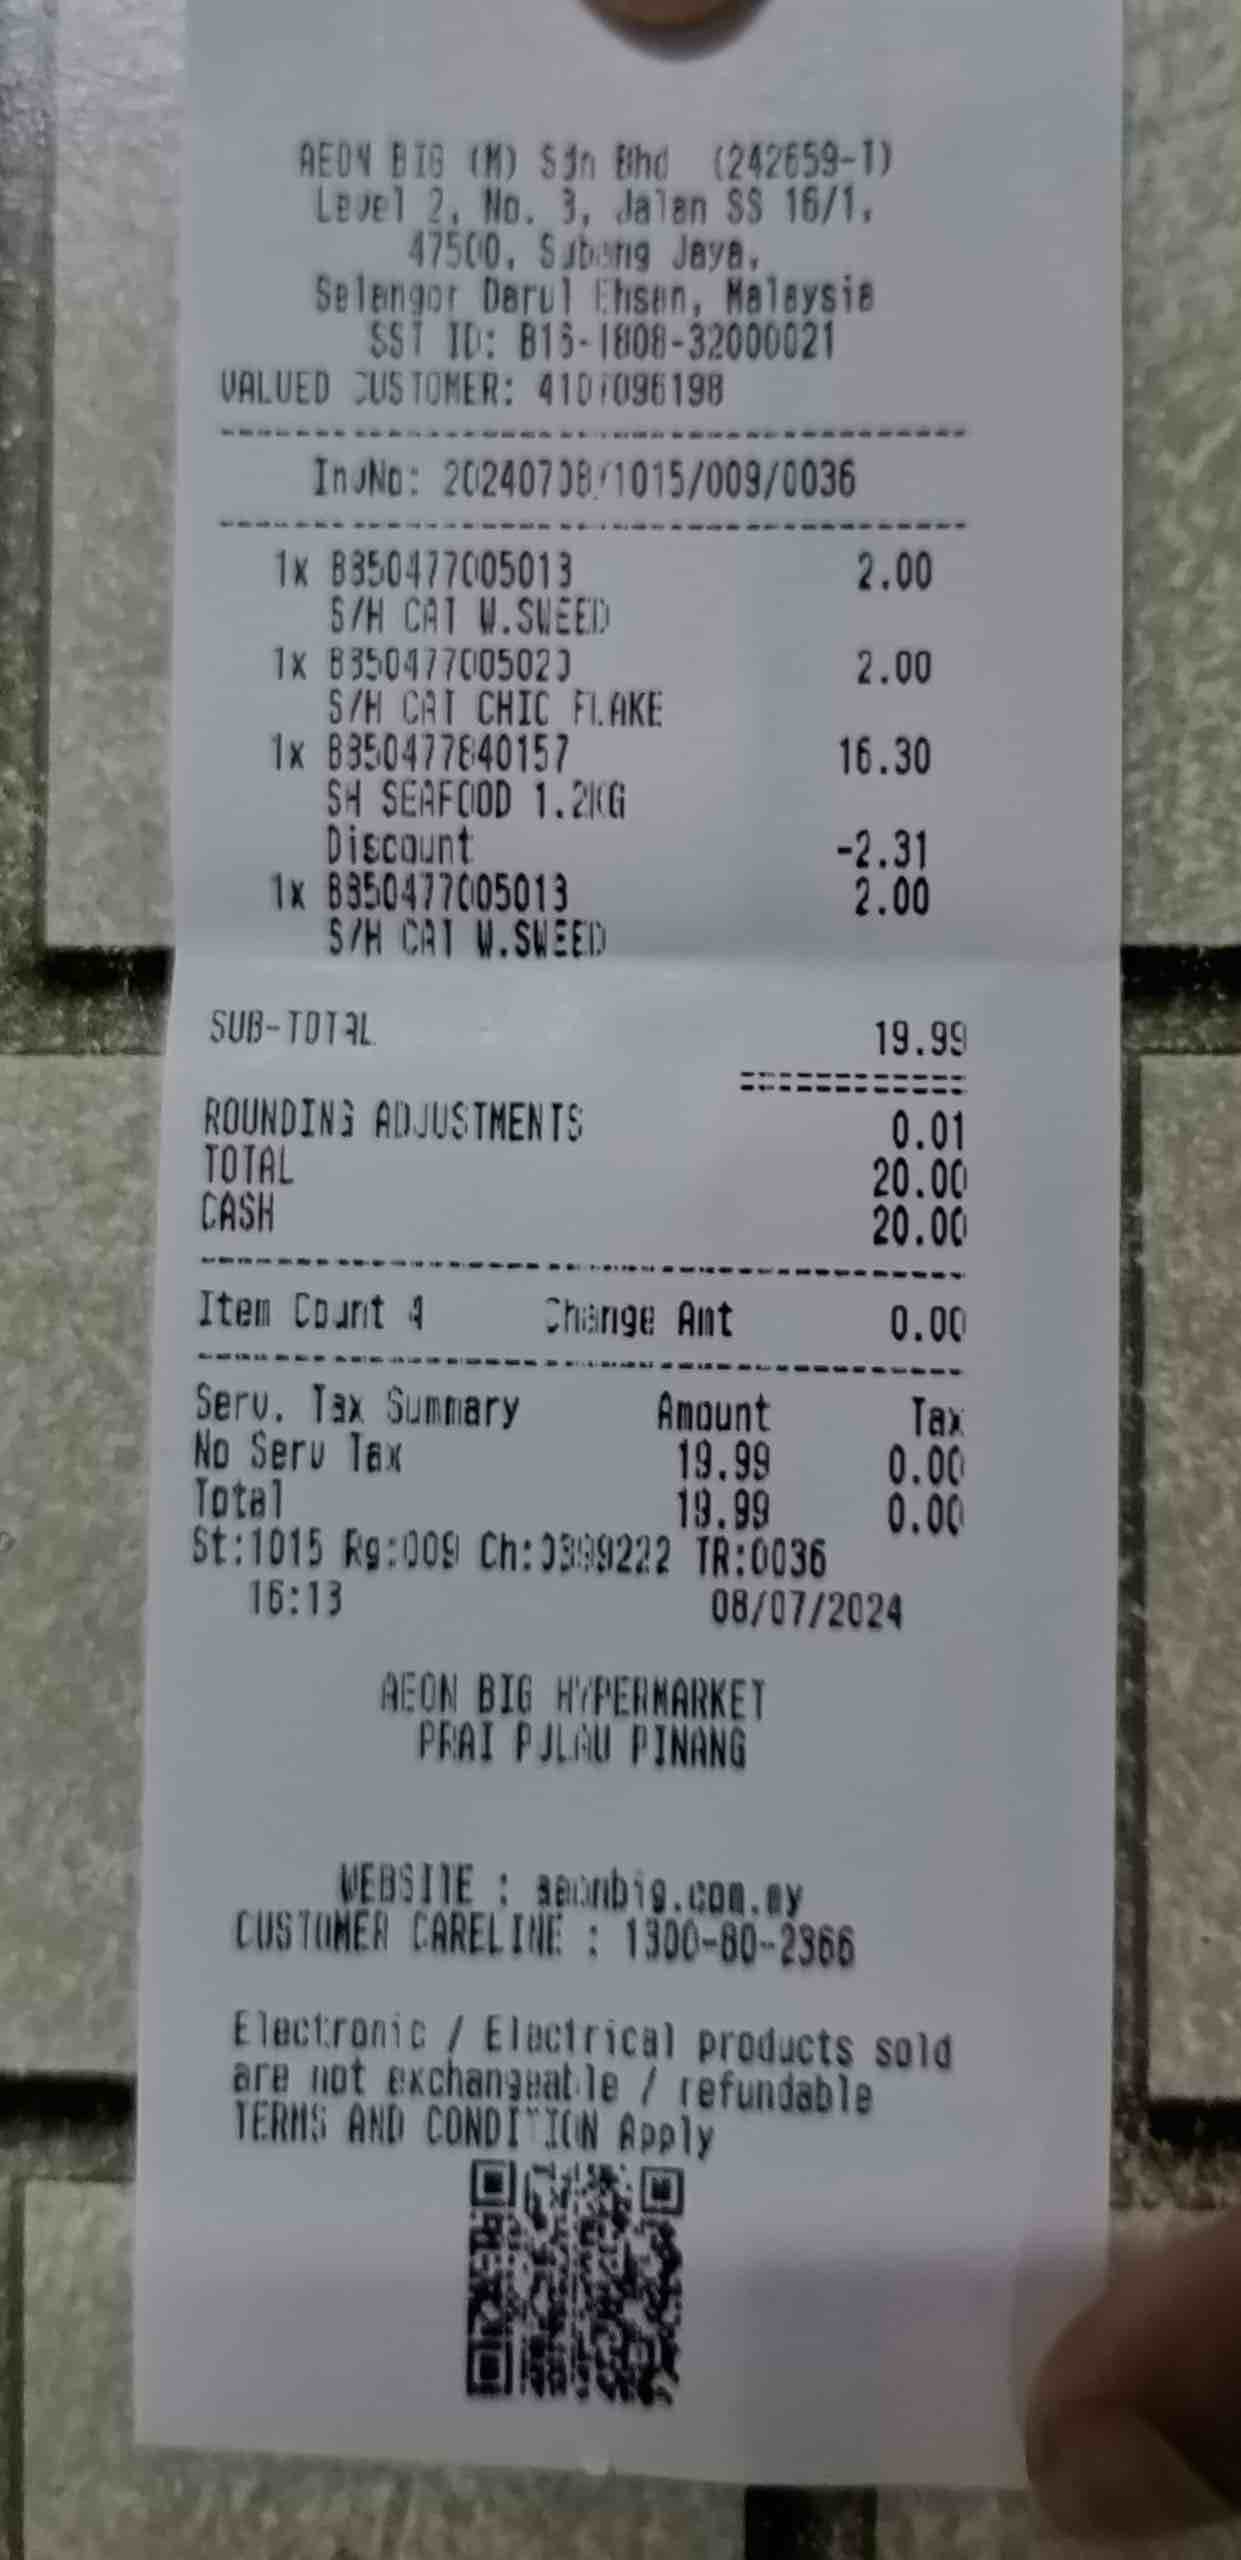 AEON BIG (M) Sdn Bhd (242659-T)
Level 2, No. 3, Jalan SS 16/1,
47500, Subang Jaya,
Selangor Darul Ehsan, Malaysia
SST ID: B16-1808-32000021
VALUED CUSTOMER: 4107096198
InvNo: 20240708/1015/009/0036
1x 8850477005013 2.00
S/H CAT W.SWEED
1x 8850477005020 2.00
S/H CAT CHIC FLAKE
1x 8850477840157 16.30
SH SEAFOOD 1.2KG
Discount -2.31
1x 8850477005013 2.00
S/H CAT W.SWEED
SUB-TOTAL 19.99
ROUNDING ADJUSTMENTS 0.01
TOTAL 20.00
CASH 20.00
Item Count 4 Change Amt 0.00
Serv. Tax Summary Amount Tax
No Serv Tax 19.99 0.00
Total 19.99 0.00
St:1015 Rg:009 Ch: TR:0036
16:13 08/07/2024
AEON BIG HYPERMARKET
PRAI PULAU PINANG
WEBSITE : aeonbig.com.my
CUSTOMER CARELINE : 1300-80-2366
Electronic / Electrical products sold
are not exchangeable / refundable
TERMS AND CONDITION Apply